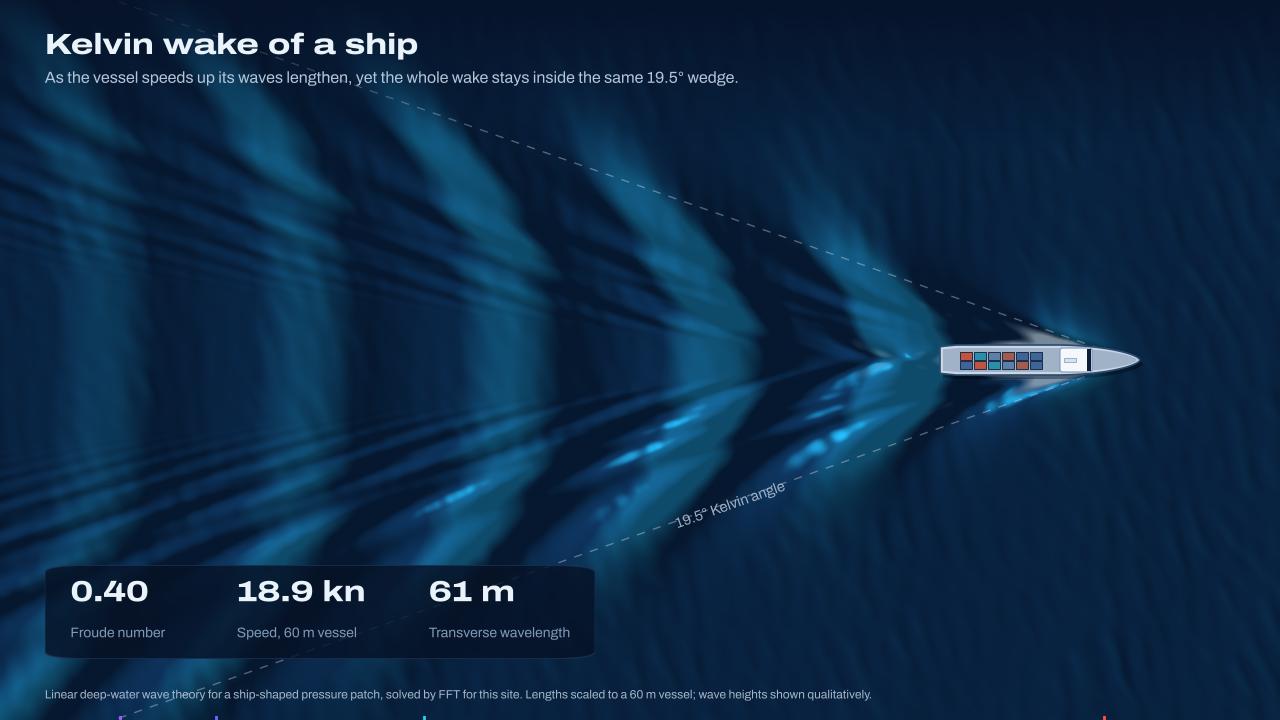 Kelvin wake of a ship
As the vessel speeds up its waves lengthen, yet the whole wake stays inside the same 19.5° wedge.
19.5° Kelvin angle
0.40 18.9 kn 61 m
Froude number Speed, 60 m vessel Transverse wavelength
Linear deep-water wave theory for a ship-shaped pressure patch, solved by FFT for this site. Lengths scaled to a 60 m vessel; wave heights shown qualitatively.